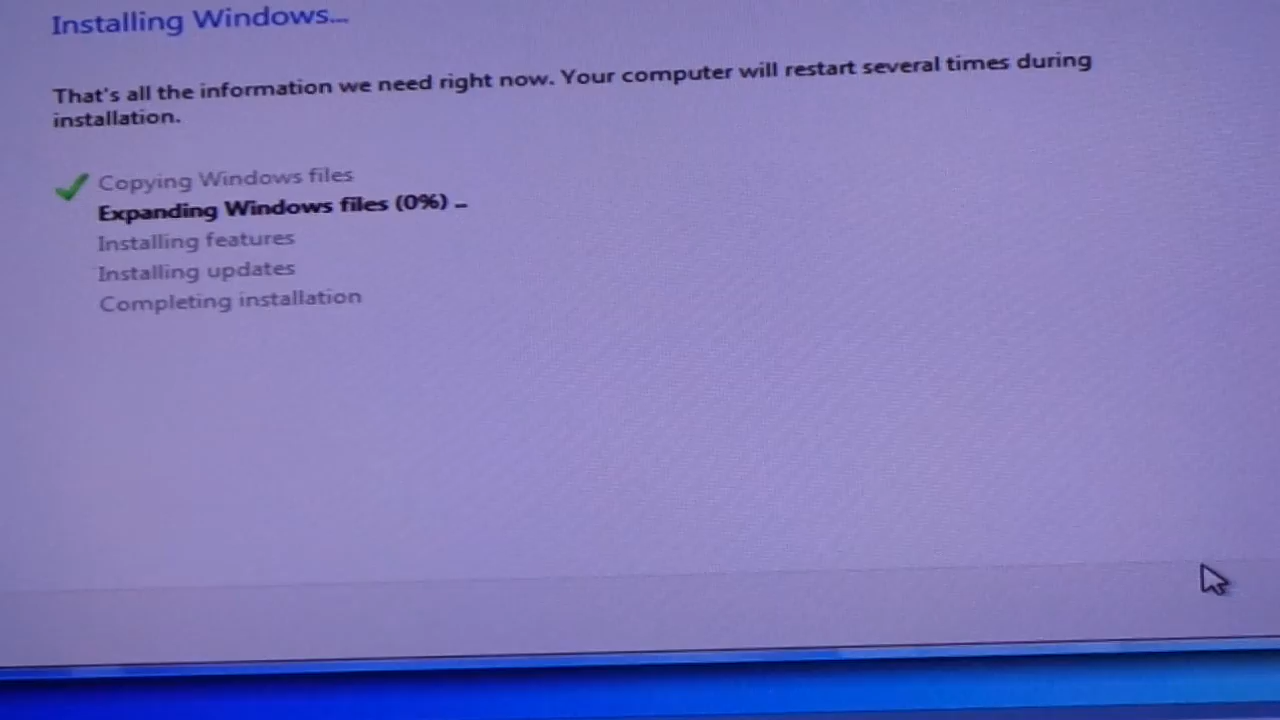 Installing Windows...
That's all the information we need right now. Your computer will restart several times during
installation.
Copying Windows files
Expanding Windows files (0%) ..
Installing features
Installing updates
Completing installation